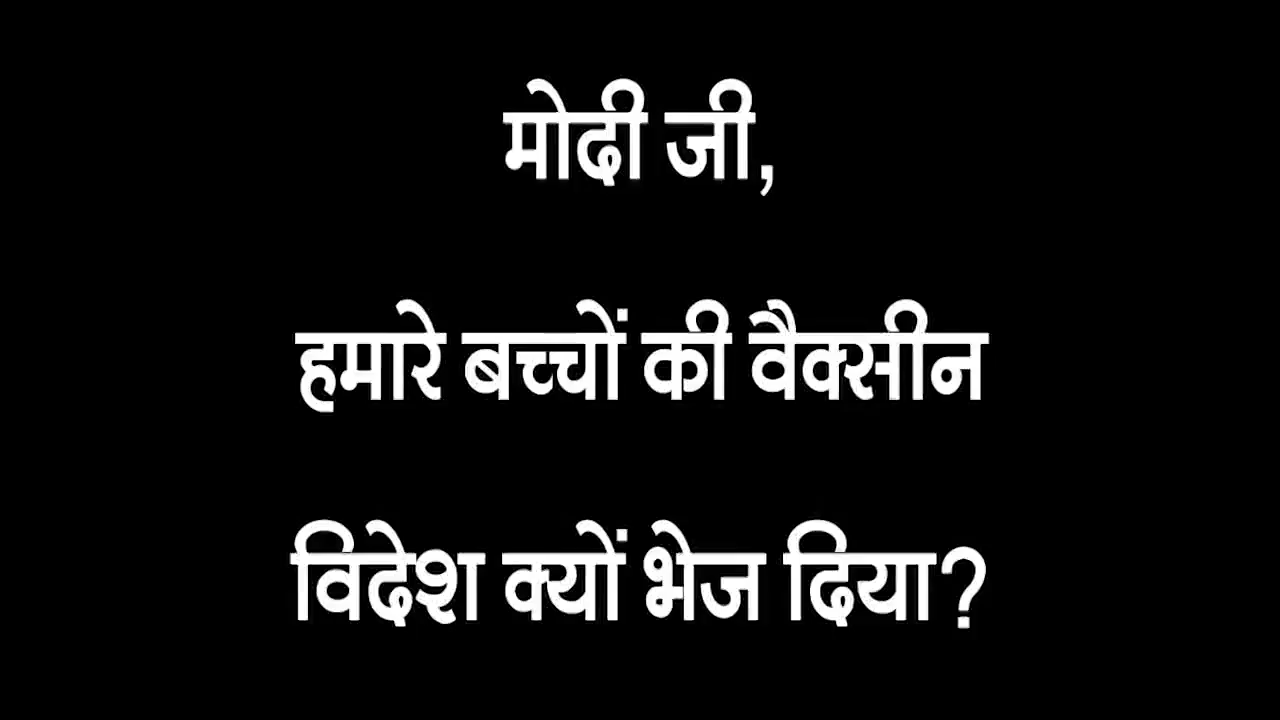 मोदी जी,
हमारे बच्चों की वैक्सीन
विदेश क्यों भेज दिया?